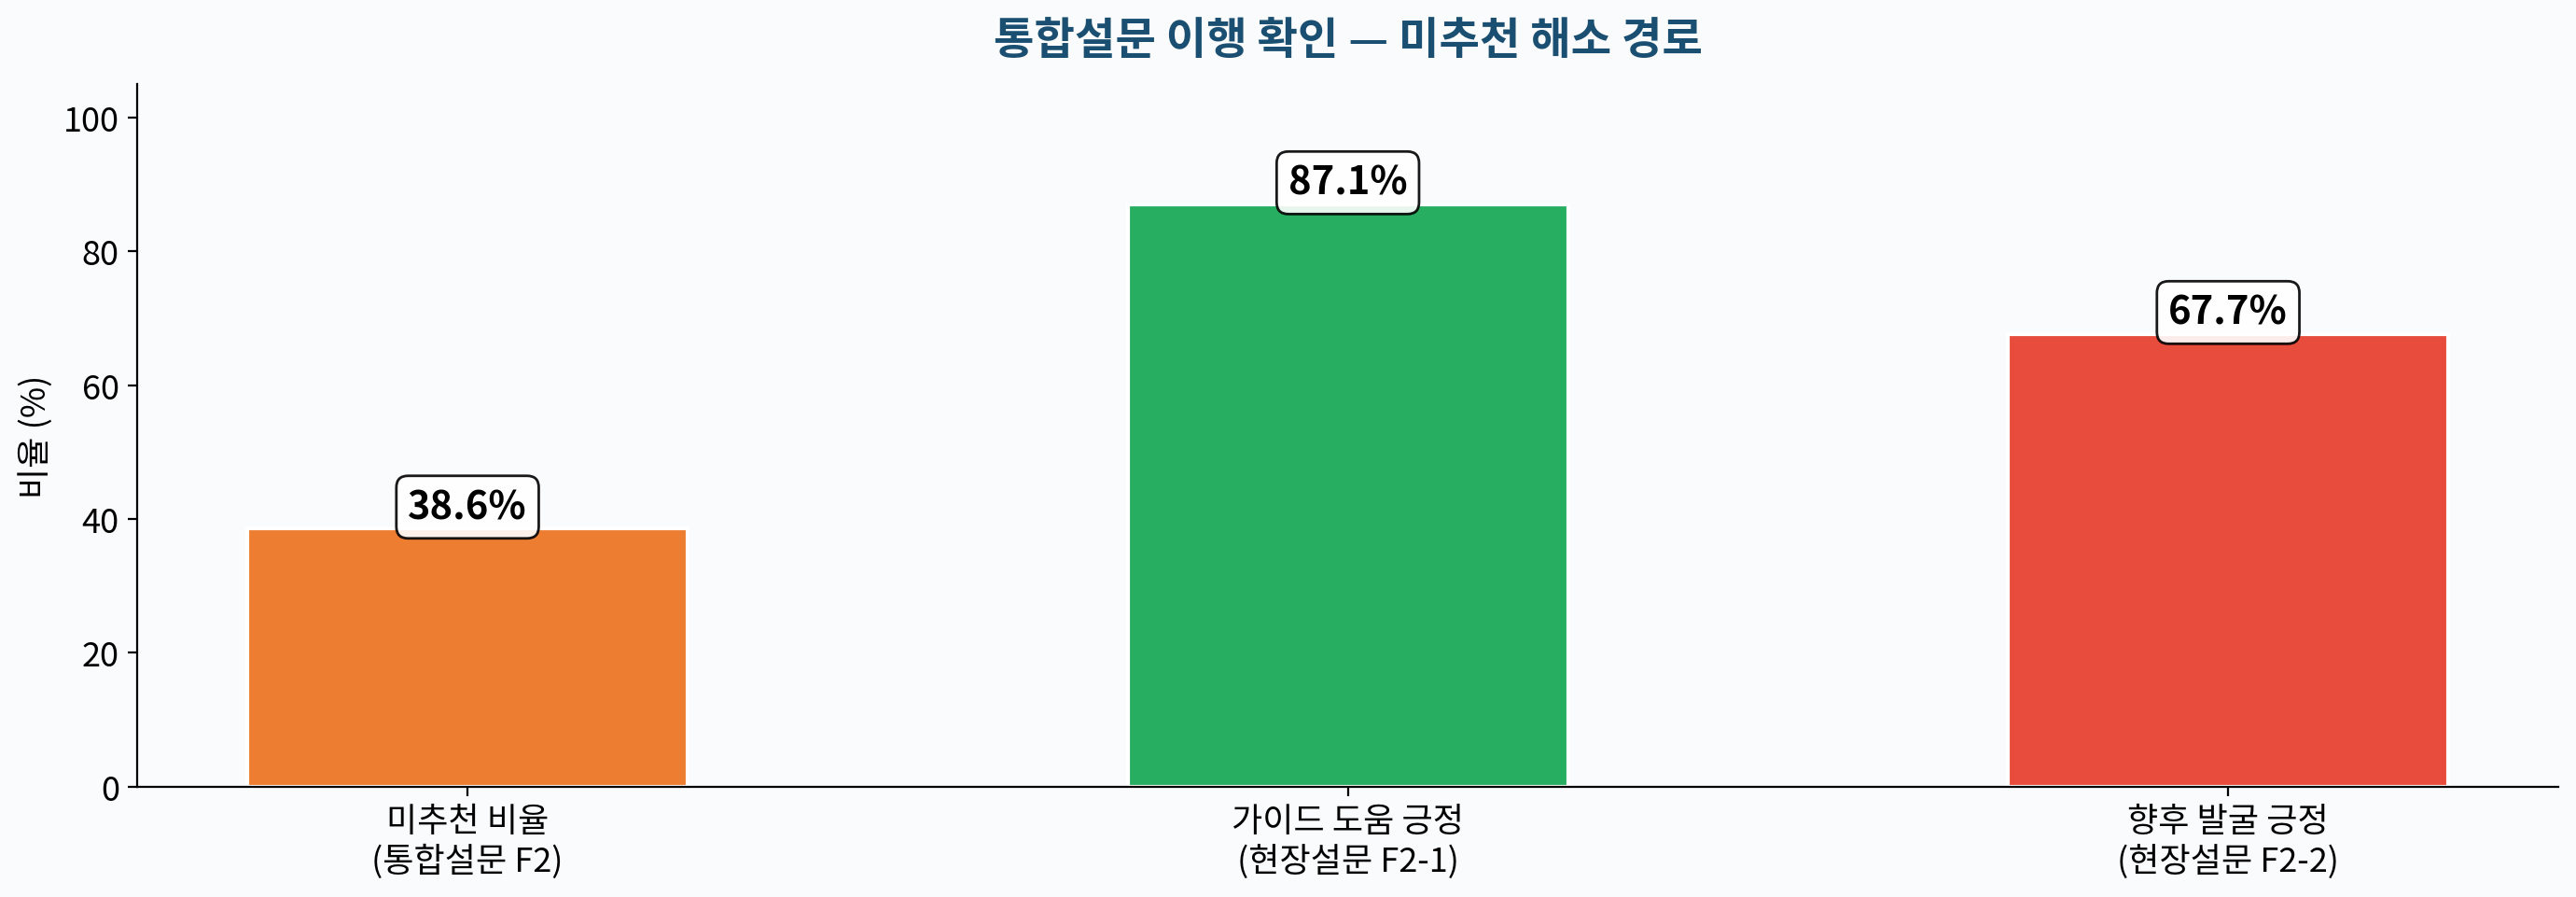 통합설문 이행 확인 — 미추천 해소 경로
비율 (%)
100
80
60
40
20
0
38.6%
87.1%
67.7%
미추천 비율
(통합설문 F2)
가이드 도움 긍정
(현장설문 F2-1)
향후 발굴 긍정
(현장설문 F2-2)